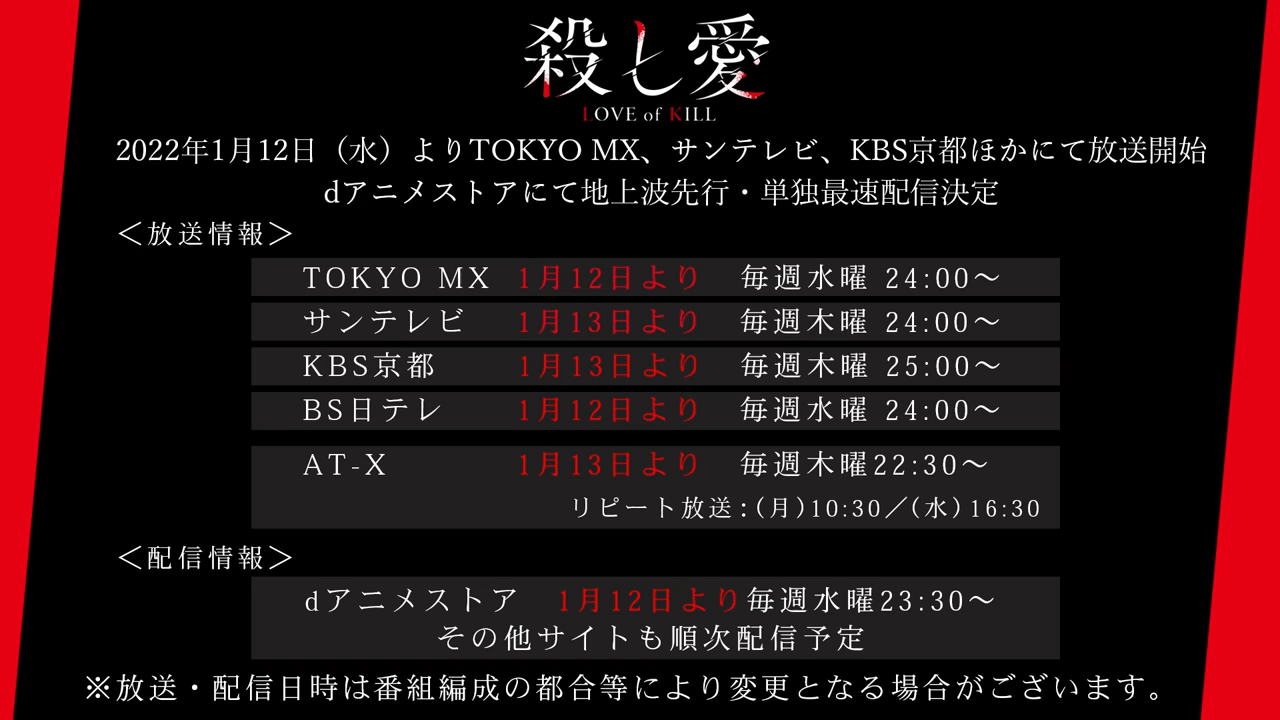 殺し愛
LOVE of KILL
2022年1月12日（水）よりTOKYO MX、サンテレビ、KBS京都ほかにて放送開始
dアニメストアにて地上波先行・単独最速配信決定
＜放送情報＞
TOKYO MX 1月12日より 毎週水曜 24:00～
サンテレビ 1月13日より 毎週木曜 24:00～
KBS京都 1月13日より 毎週木曜 25:00～
BS日テレ 1月12日より 毎週水曜 24:00～
AT-X 1月13日より 毎週木曜22:30～
リピート放送：(月)10:30／(水)16:30
＜配信情報＞
dアニメストア 1月12日より毎週水曜23:30～
その他サイトも順次配信予定
※放送・配信日時は番組編成の都合等により変更となる場合がございます。